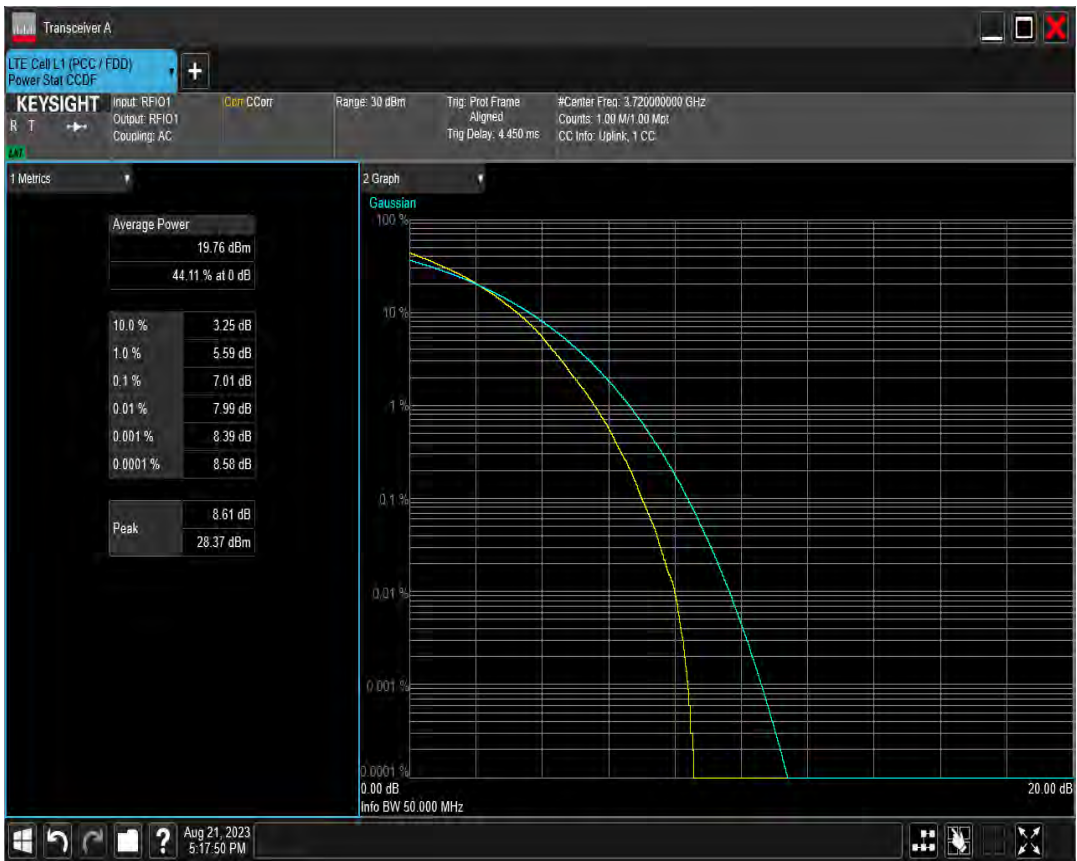 Transceiver A
LTE Cell L1 (PCC / FDD)
Power Stat CCDF
+
KEYSIGHT
R T
Input: RFIO1
Output: RFIO1
Coupling: AC
Corr CCorr
Range: 30 dBm
Trig: Prot Frame
Aligned
Trig Delay: 4.450 ms
#Center Freq: 3.720000000 GHz
Counts: 1.00 M/1.00 Mpt
CC Info: Uplink, 1 CC
1 Metrics
Average Power
19.76 dBm
44.11 % at 0 dB
10.0 % 3.25 dB
1.0 % 5.59 dB
0.1 % 7.01 dB
0.01 % 7.99 dB
0.001 % 8.39 dB
0.0001 % 8.58 dB
Peak
8.61 dB
28.37 dBm
2 Graph
Gaussian
100 %
10 %
1 %
0.1 %
0.01 %
0.001 %
0.0001 %
0.00 dB
20.00 dB
Info BW 50.000 MHz
?
Aug 21, 2023
5:17:50 PM